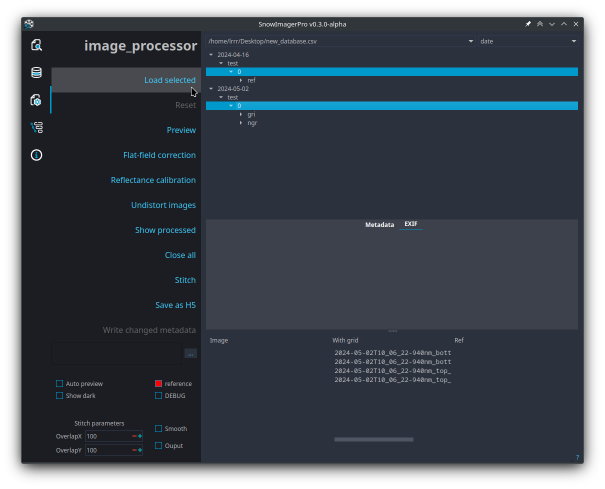 SnowImagerPro v0.3.0-alpha
image_processor
Load selected
Reset
Preview
Flat-field correction
Reflectance calibration
Undistort images
Show processed
Close all
Stitch
Save as H5
Write changed metadata
...
Auto preview
reference
Show dark
DEBUG
Stitch parameters
OverlapX 100
Smooth
OverlapY 100
Ouput
/home/lrrr/Desktop/new_database.csv
date
2024-04-16
test
0
ref
2024-05-02
test
0
gri
ngr
Metadata EXIF
Image With grid Ref
2024-05-02T10_06_22-940nm_bott
2024-05-02T10_06_22-940nm_bott
2024-05-02T10_06_22-940nm_top_
2024-05-02T10_06_22-940nm_top_
?